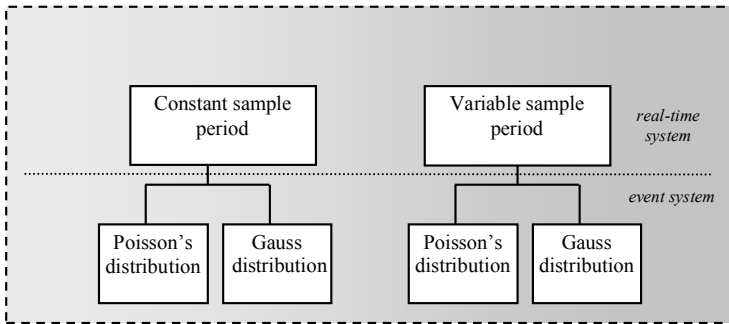 Constant sample
period
Variable sample
period
real-time
system
event system
Poisson's
distribution
Gauss
distribution
Poisson's
distribution
Gauss
distribution